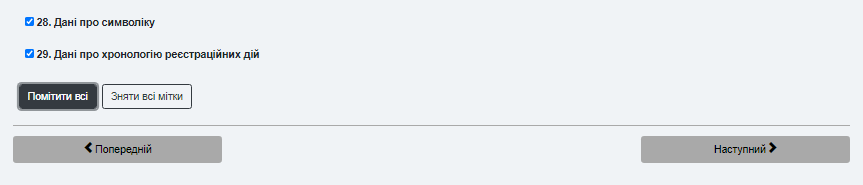 28. Дані про символіку
29. Дані про хронологію реєстраційних дій
Помітити всі Зняти всі мітки
Попередній Наступний